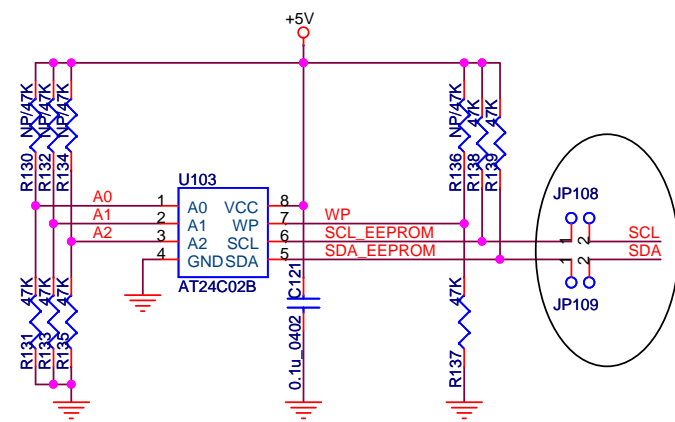 +5V
NP/47K
NP/47K
NP/47K
R130
R132
R134
NP/47K
47K
47K
R136
R138
R139
U103
A0
A1
A2
1
2
3
4
A0
A1
A2
GND
VCC
WP
SCL
SDA
8
7
6
5
WP
SCL_EEPROM
SDA_EEPROM
AT24C02B
JP108
1
2
SCL
SDA
1
2
JP109
47K
47K
47K
R131
R133
R135
C121
0.1u_0402
47K
R137